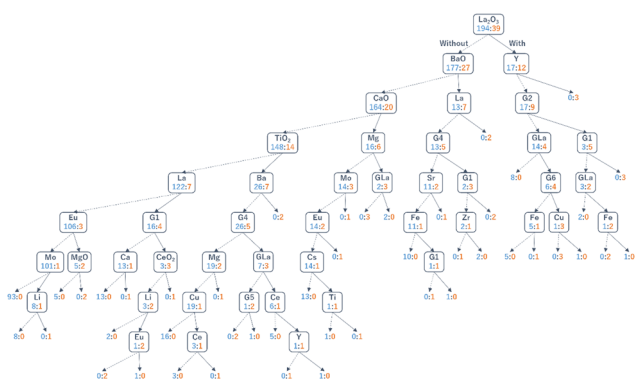 La₂O₃
194:39
Without
With
BaO
177:27
Y
17:12
CaO
164:20
La
13:7
G2
17:9
0:3
TiO₂
148:14
Mg
16:6
G4
13:5
0:2
GLa
14:4
G1
3:5
La
122:7
Ba
26:7
Mo
14:3
GLa
2:3
Sr
11:2
G1
2:3
8:0
G6
6:4
GLa
3:2
0:3
Eu
106:3
G1
16:4
G4
26:5
0:2
Eu
14:2
0:1
0:3
2:0
Fe
11:1
0:1
Zr
2:1
0:2
Fe
5:1
Cu
1:3
2:0
Fe
1:2
Mo
101:1
MgO
5:2
Ca
13:1
CeO₂
3:3
Mg
19:2
GLa
7:3
Cs
14:1
0:1
10:0
G1
1:1
0:1
2:0
5:0
0:1
0:3
1:0
0:2
1:0
93:0
Li
8:1
5:0
0:2
13:0
0:1
Li
3:2
0:1
Cu
19:1
0:1
G5
1:2
Ce
6:1
13:0
Ti
1:1
0:1
1:0
8:0
0:1
2:0
Eu
1:2
16:0
Ce
3:1
0:2
1:0
5:0
Y
1:1
1:0
0:1
0:2
1:0
3:0
0:1
0:1
1:0